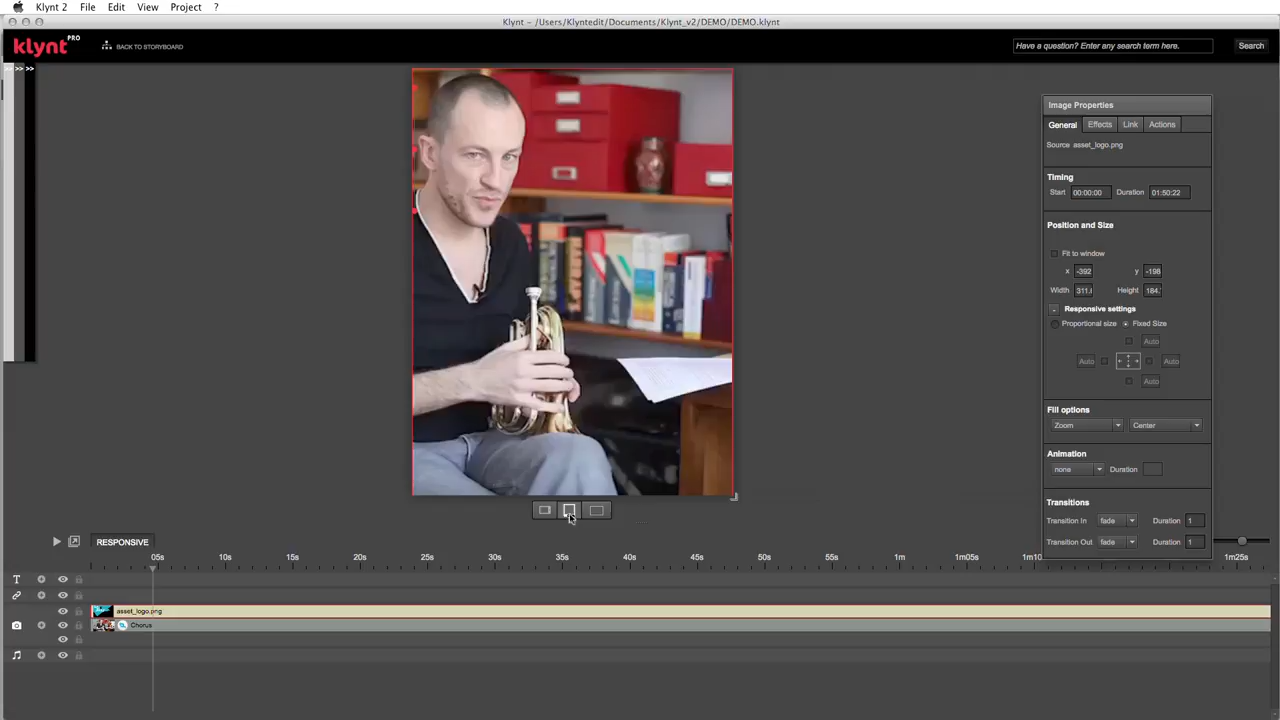 Klynt 2 File Edit View Project ?
Klynt – /Users/Klyntedit/Documents/Klynt_v2/DEMO/DEMO.klynt
klynt PRO BACK TO STORYBOARD Have a question? Enter any search term here. Search
>> >> >>
Image Properties
General Effects Link Actions
Source asset_logo.png
Timing
Start 00:00:00 Duration 01:50:22
Position and Size
Fit to window
x -392 y -198
Width 311. Height 184.
- Responsive settings
Proportional size Fixed Size
Auto
Auto Auto
Auto
Fill options
Zoom Center
Animation
none Duration
Transitions
Transition In fade Duration 1
Transition Out fade Duration 1
RESPONSIVE
05s 10s 15s 20s 25s 30s 35s 40s 45s 50s 55s 1m 1m05s 1m10 1m25s
T
asset_logo.png
Chorus